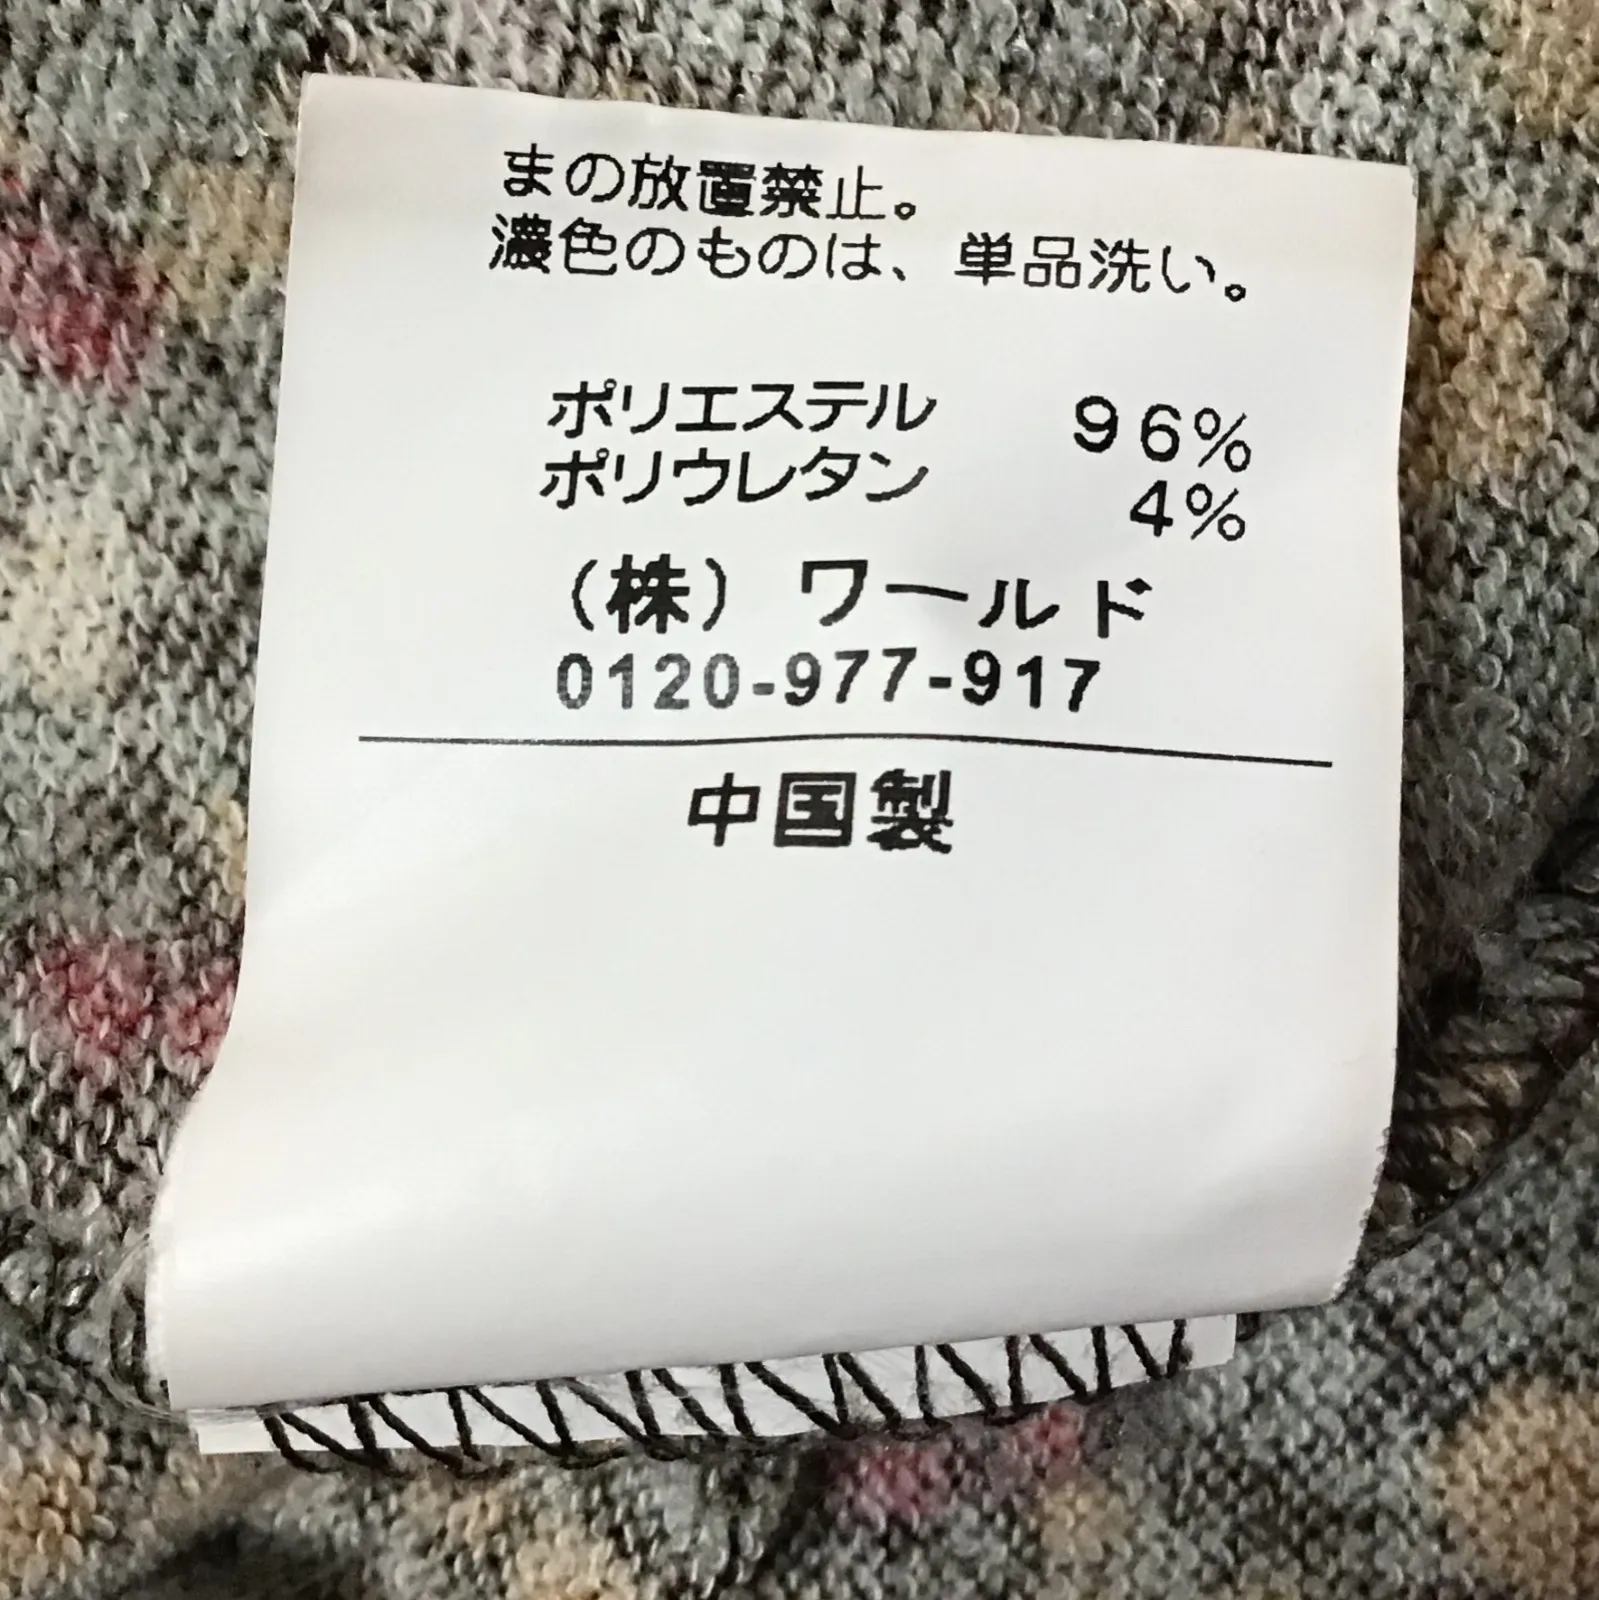 まの放置禁止。
濃色のものは、単品洗い。
ポリエステル 96%
ポリウレタン 4%
(株) ワールド
0120-977-917
中国製